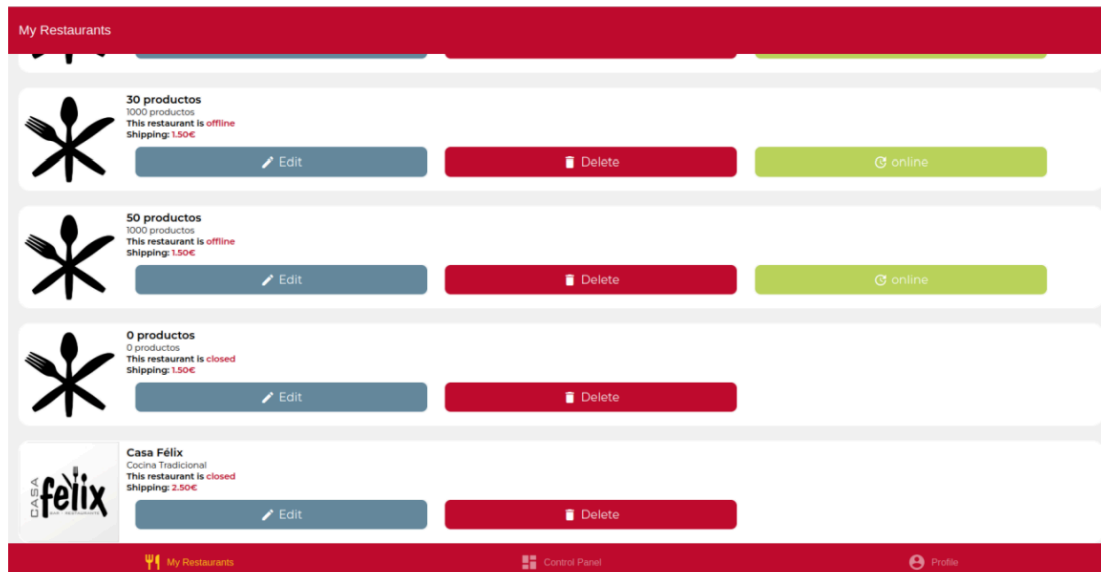 My Restaurants
30 productos
1000 productos
This restaurant is offline
Shipping: 1.50€
Edit
Delete
online
50 productos
1000 productos
This restaurant is offline
Shipping: 1.50€
Edit
Delete
online
0 productos
0 productos
This restaurant is closed
Shipping: 1.50€
Edit
Delete
Casa Félix
Cocina Tradicional
This restaurant is closed
Shipping: 2.50€
CASA
felix
BAR - RESTAURANTE
Edit
Delete
My Restaurants
Control Panel
Profile